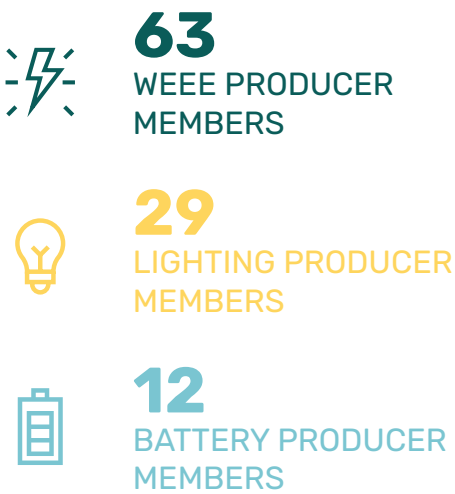 63
WEEE PRODUCER
MEMBERS
29
LIGHTING PRODUCER
MEMBERS
12
BATTERY PRODUCER
MEMBERS